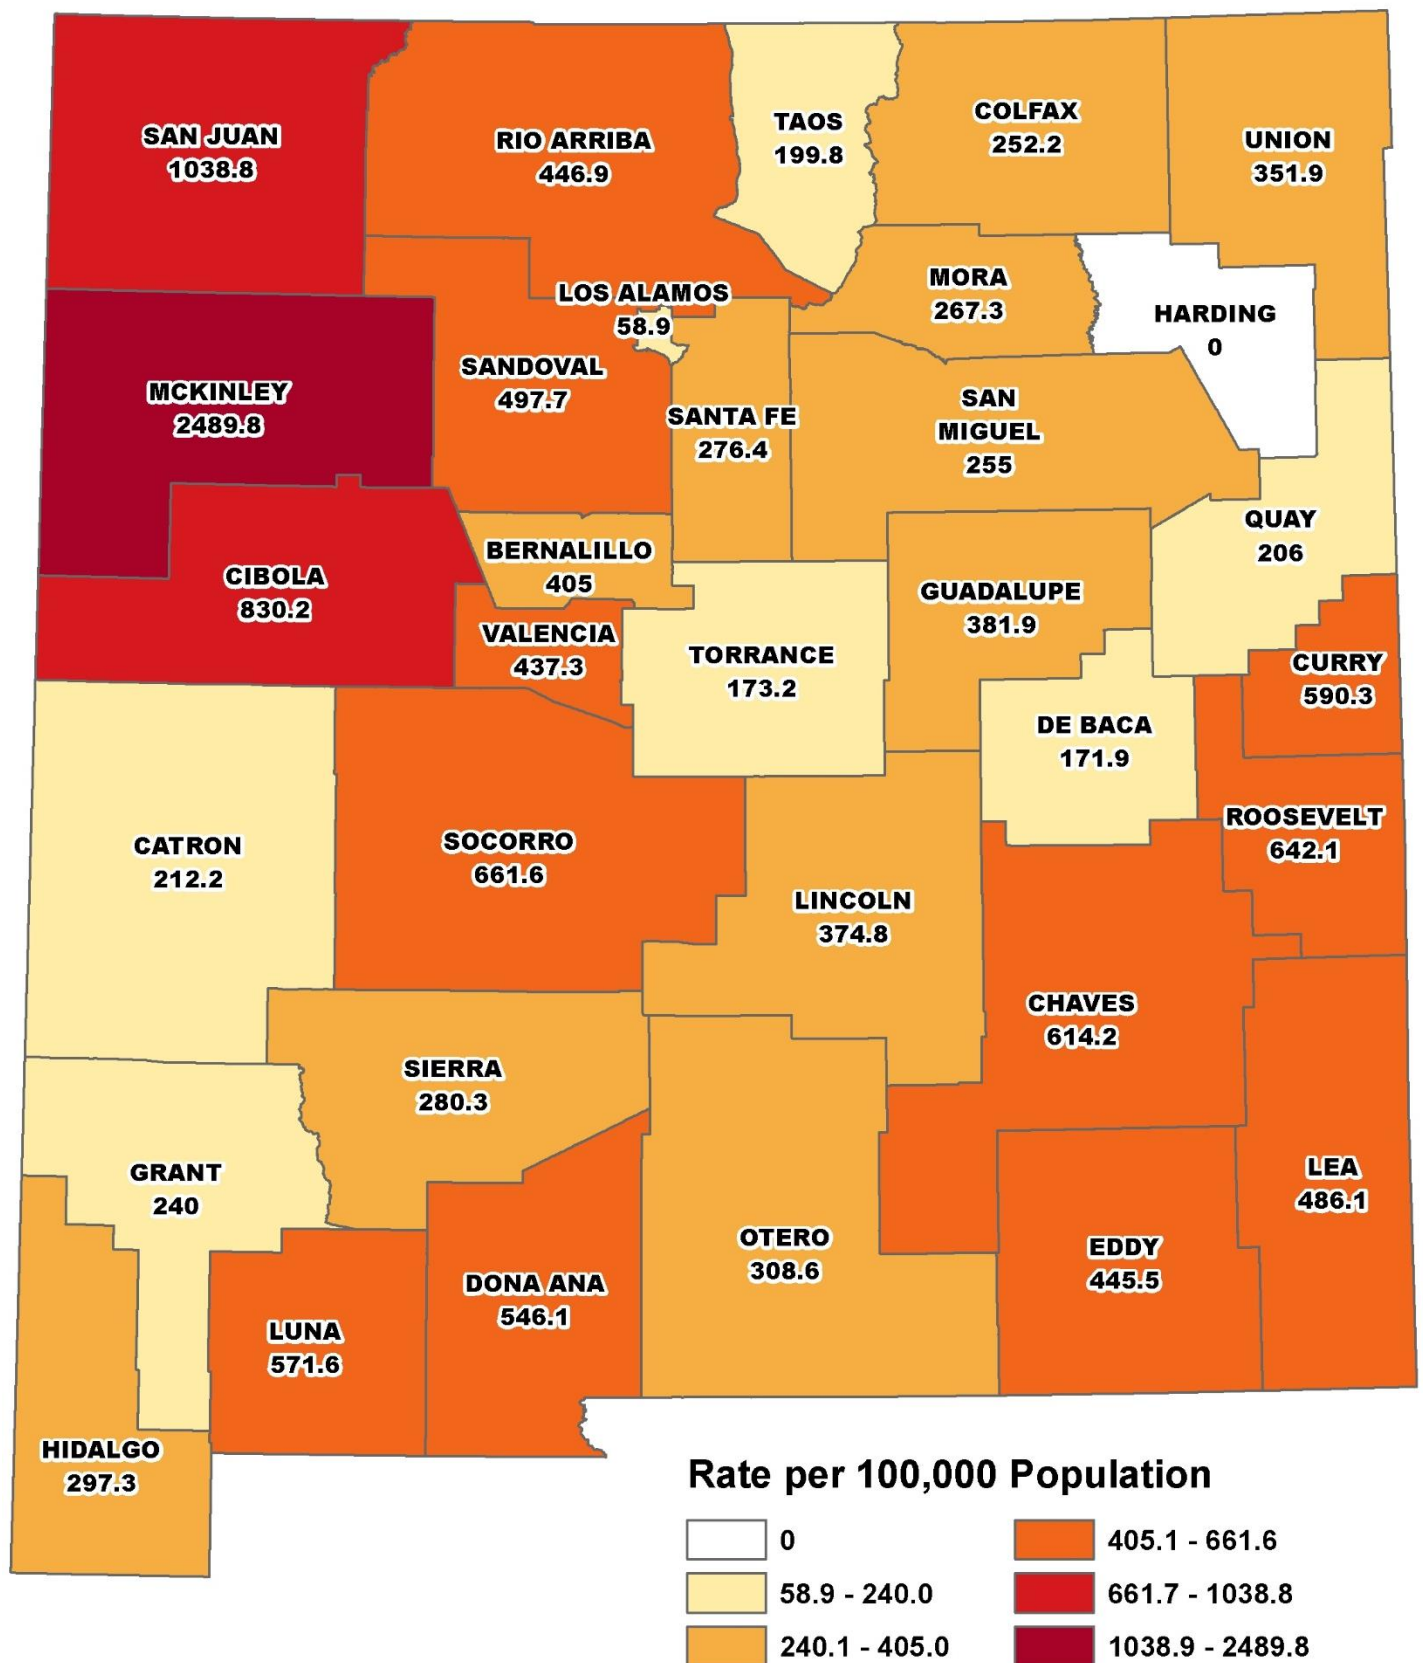 SAN JUAN
1038.8
RIO ARRIBA
446.9
TAOS
199.8
COLFAX
252.2
UNION
351.9
LOS ALAMOS
58.9
MORA
267.3
HARDING
0
MCKINLEY
2489.8
SANDOVAL
497.7
SANTA FE
276.4
SAN
MIGUEL
255
QUAY
206
CIBOLA
830.2
BERNALILLO
405
GUADALUPE
381.9
VALENCIA
437.3
TORRANCE
173.2
CURRY
590.3
DE BACA
171.9
CATRON
212.2
SOCORRO
661.6
ROOSEVELT
642.1
LINCOLN
374.8
CHAVES
614.2
SIERRA
280.3
GRANT
240
LEA
486.1
OTERO
308.6
EDDY
445.5
DONA ANA
546.1
LUNA
571.6
HIDALGO
297.3
Rate per 100,000 Population
0
58.9 - 240.0
240.1 - 405.0
405.1 - 661.6
661.7 - 1038.8
1038.9 - 2489.8